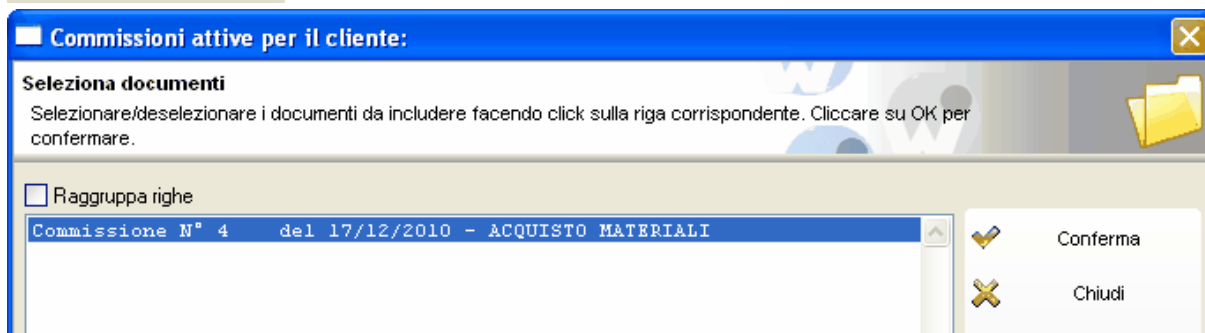 Commissioni attive per il cliente:
Seleziona documenti
Selezionare/deselezionare i documenti da includere facendo click sulla riga corrispondente. Cliccare su OK per
confermare.
Raggruppa righe
Commissione N° 4 del 17/12/2010 - ACQUISTO MATERIALI
Conferma
Chiudi